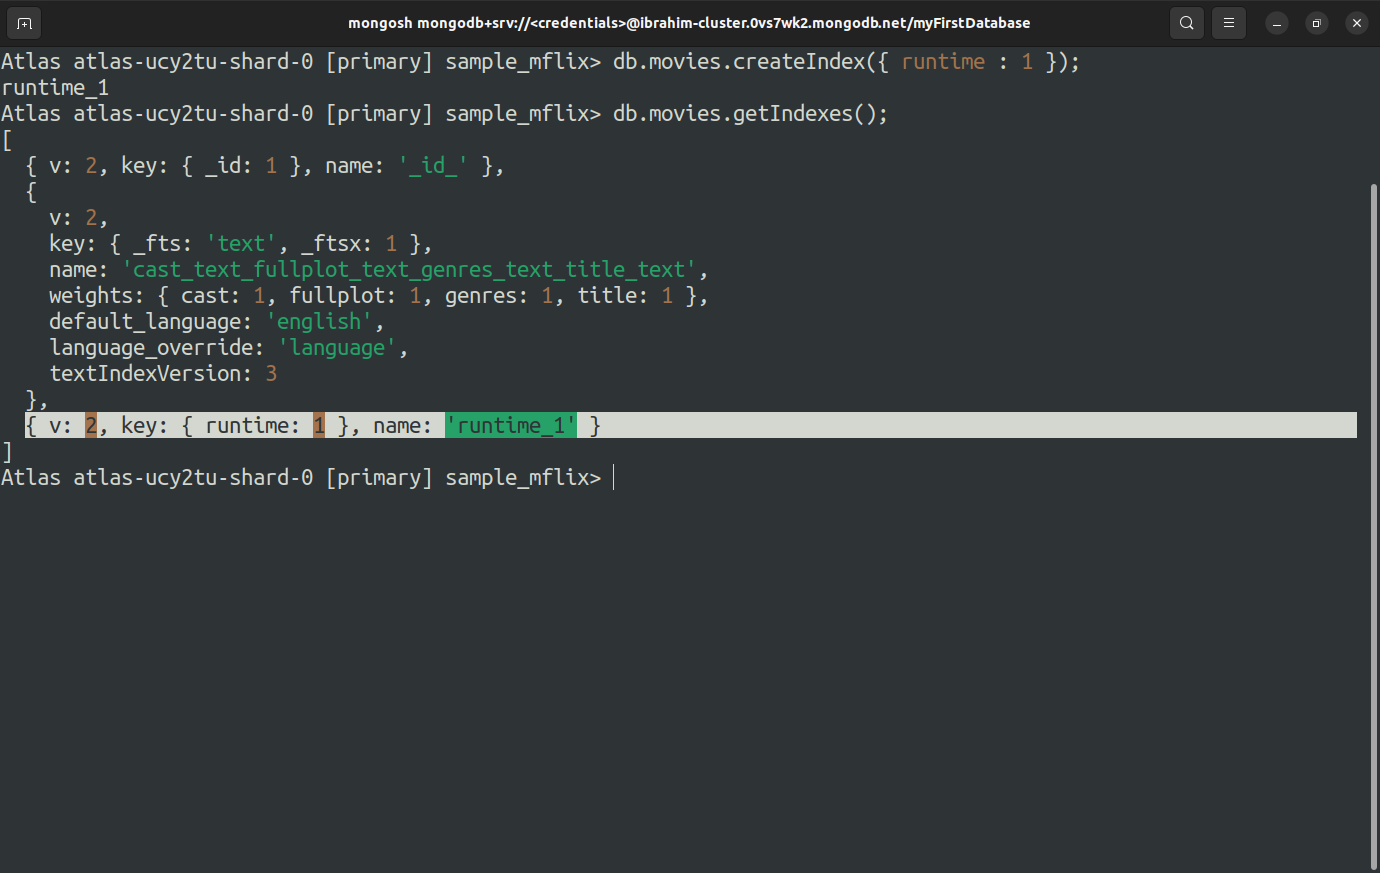 mongosh mongodb+srv://<credentials>@ibrahim-cluster.0vs7wk2.mongodb.net/myFirstDatabase
Atlas atlas-ucy2tu-shard-0 [primary] sample_mflix> db.movies.createIndex({ runtime : 1 });
runtime_1
Atlas atlas-ucy2tu-shard-0 [primary] sample_mflix> db.movies.getIndexes();
[
  { v: 2, key: { _id: 1 }, name: '_id_' },
  {
    v: 2,
    key: { _fts: 'text', _ftsx: 1 },
    name: 'cast_text_fullplot_text_genres_text_title_text',
    weights: { cast: 1, fullplot: 1, genres: 1, title: 1 },
    default_language: 'english',
    language_override: 'language',
    textIndexVersion: 3
  },
  { v: 2, key: { runtime: 1 }, name: 'runtime_1' }
]
Atlas atlas-ucy2tu-shard-0 [primary] sample_mflix>